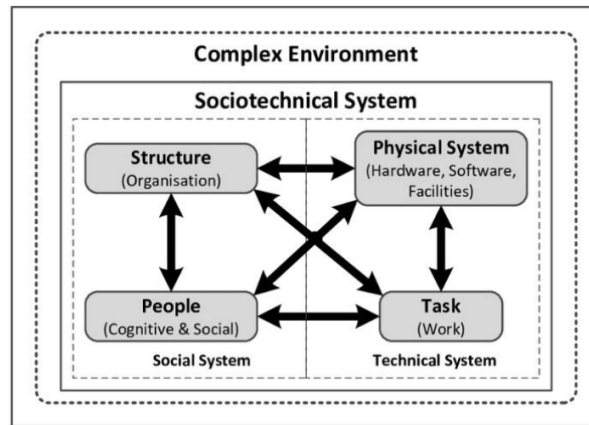 Complex Environment
Sociotechnical System
Structure
(Organisation)
Physical System
(Hardware, Software,
Facilities)
People
(Cognitive & Social)
Task
(Work)
Social System
Technical System